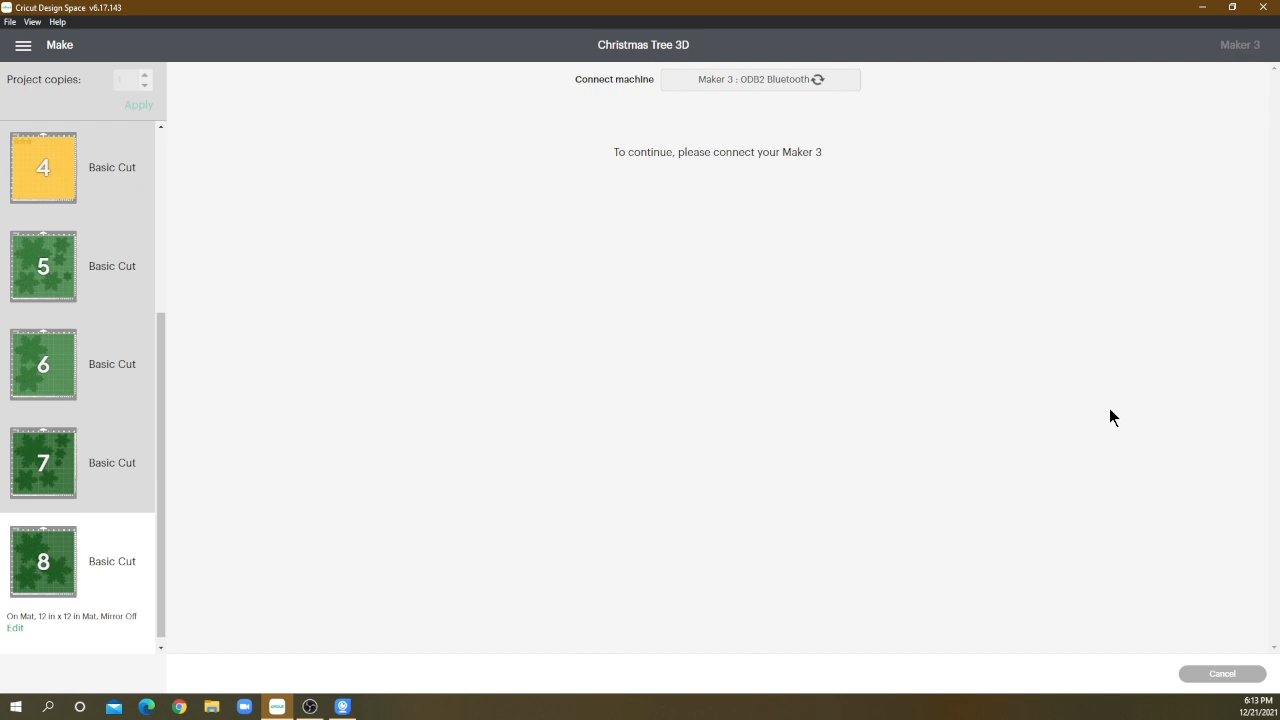 Cricut Design Space v6.17.143
File View Help
Make
Christmas Tree 3D
Maker 3
Project copies:
1
Apply
Connect machine
Maker 3 : 0DB2 Bluetooth
To continue, please connect your Maker 3
4
Basic Cut
5
Basic Cut
6
Basic Cut
7
Basic Cut
8
Basic Cut
On Mat, 12 in x 12 in Mat, Mirror Off
Edit
Cancel
cricut
6:13 PM
12/21/2021